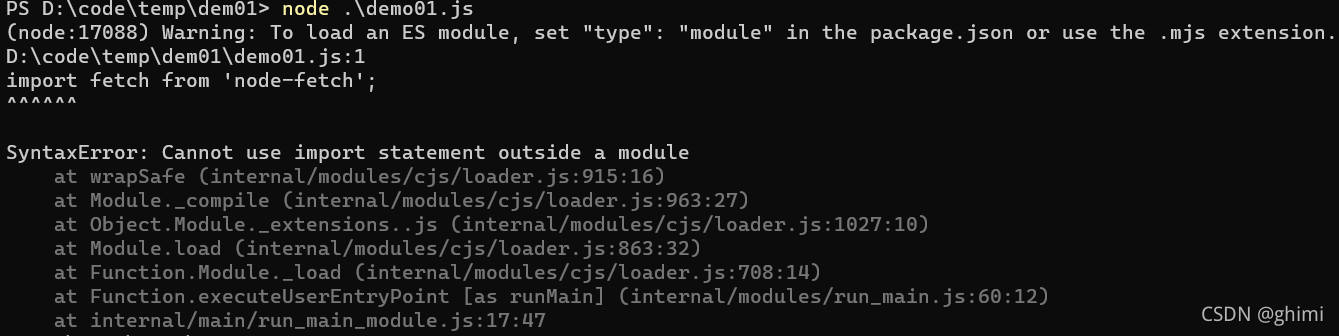 PS D:\code\temp\dem01> node .\demo01.js
(node:17088) Warning: To load an ES module, set "type": "module" in the package.json or use the .mjs extension.
D:\code\temp\dem01\demo01.js:1
import fetch from 'node-fetch';
^^^^^^
SyntaxError: Cannot use import statement outside a module
    at wrapSafe (internal/modules/cjs/loader.js:915:16)
    at Module._compile (internal/modules/cjs/loader.js:963:27)
    at Object.Module._extensions..js (internal/modules/cjs/loader.js:1027:10)
    at Module.load (internal/modules/cjs/loader.js:863:32)
    at Function.Module._load (internal/modules/cjs/loader.js:708:14)
    at Function.executeUserEntryPoint [as runMain] (internal/modules/run_main.js:60:12)
    at internal/main/run_main_module.js:17:47
CSDN @ghimi